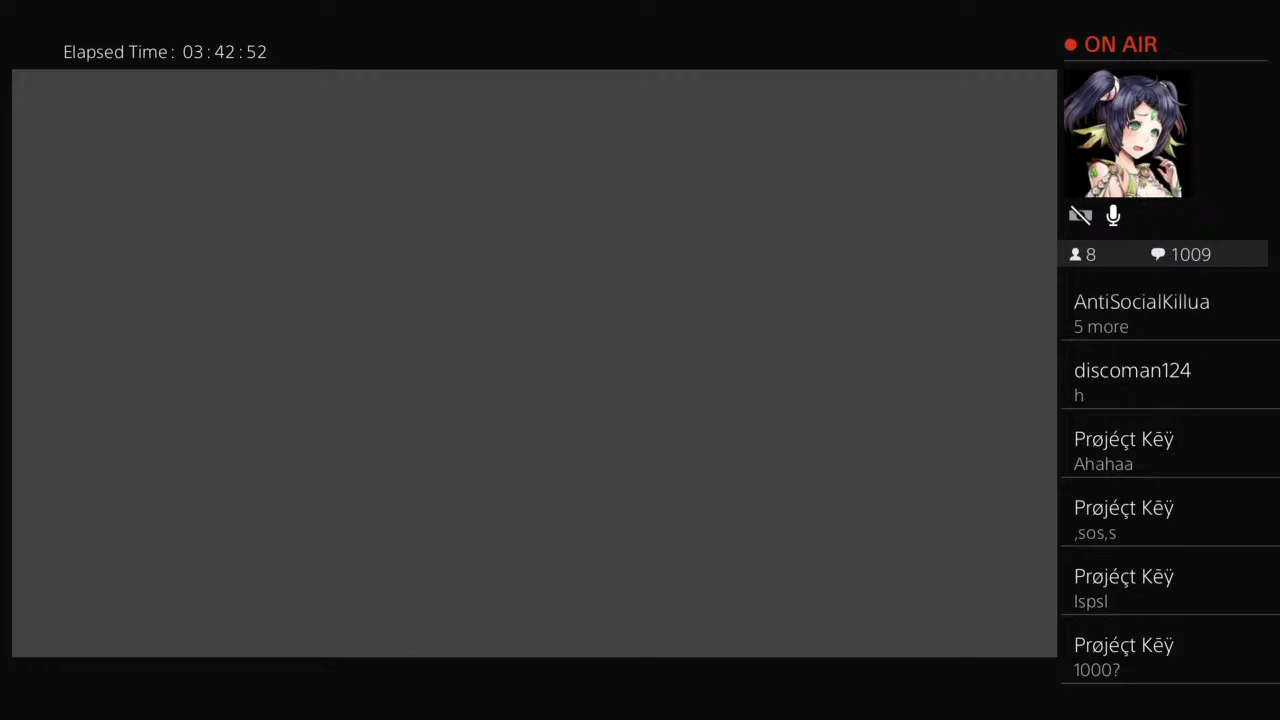 Elapsed Time: 03:42:52
ON AIR
8 1009
AntiSocialKillua
5 more
discoman124
h
Prøjéçt Kēÿ
Ahahaa
Prøjéçt Kēÿ
,sos,s
Prøjéçt Kēÿ
lspsl
Prøjéçt Kēÿ
1000?